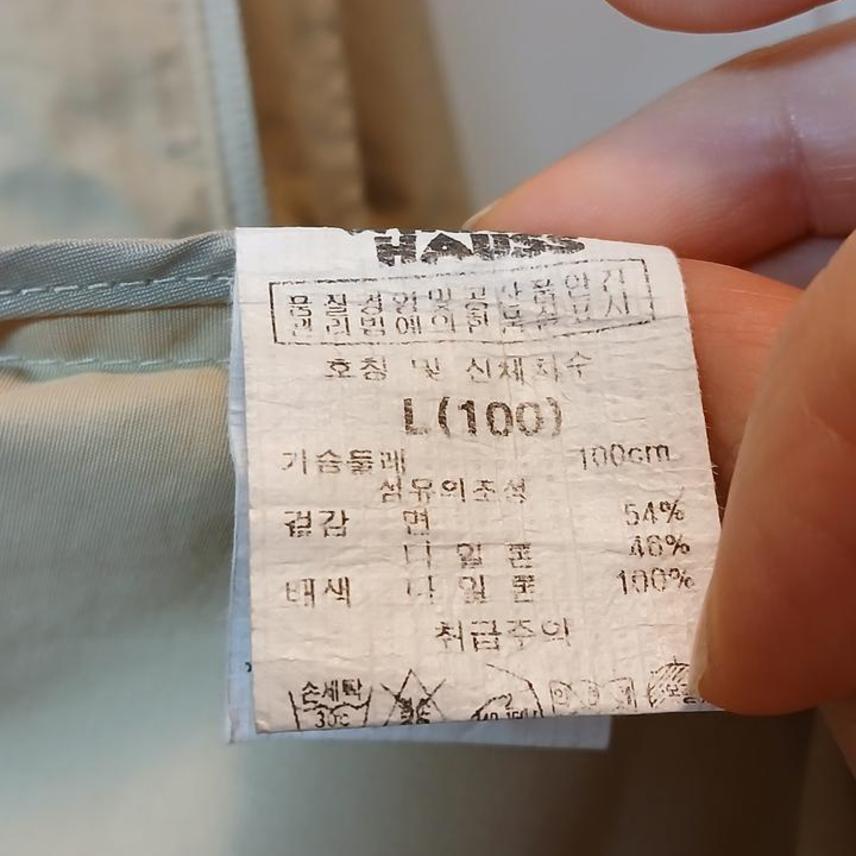 HAUSS
품질경영 및 공산품안전
관리법에 의한 품질표시
호칭 및 신체치수
L(100)
가슴둘레 100cm
섬유의조성
겉감 면 54%
나 일 론 46%
배색 나 일 론 100%
취급주의
손세탁
30℃